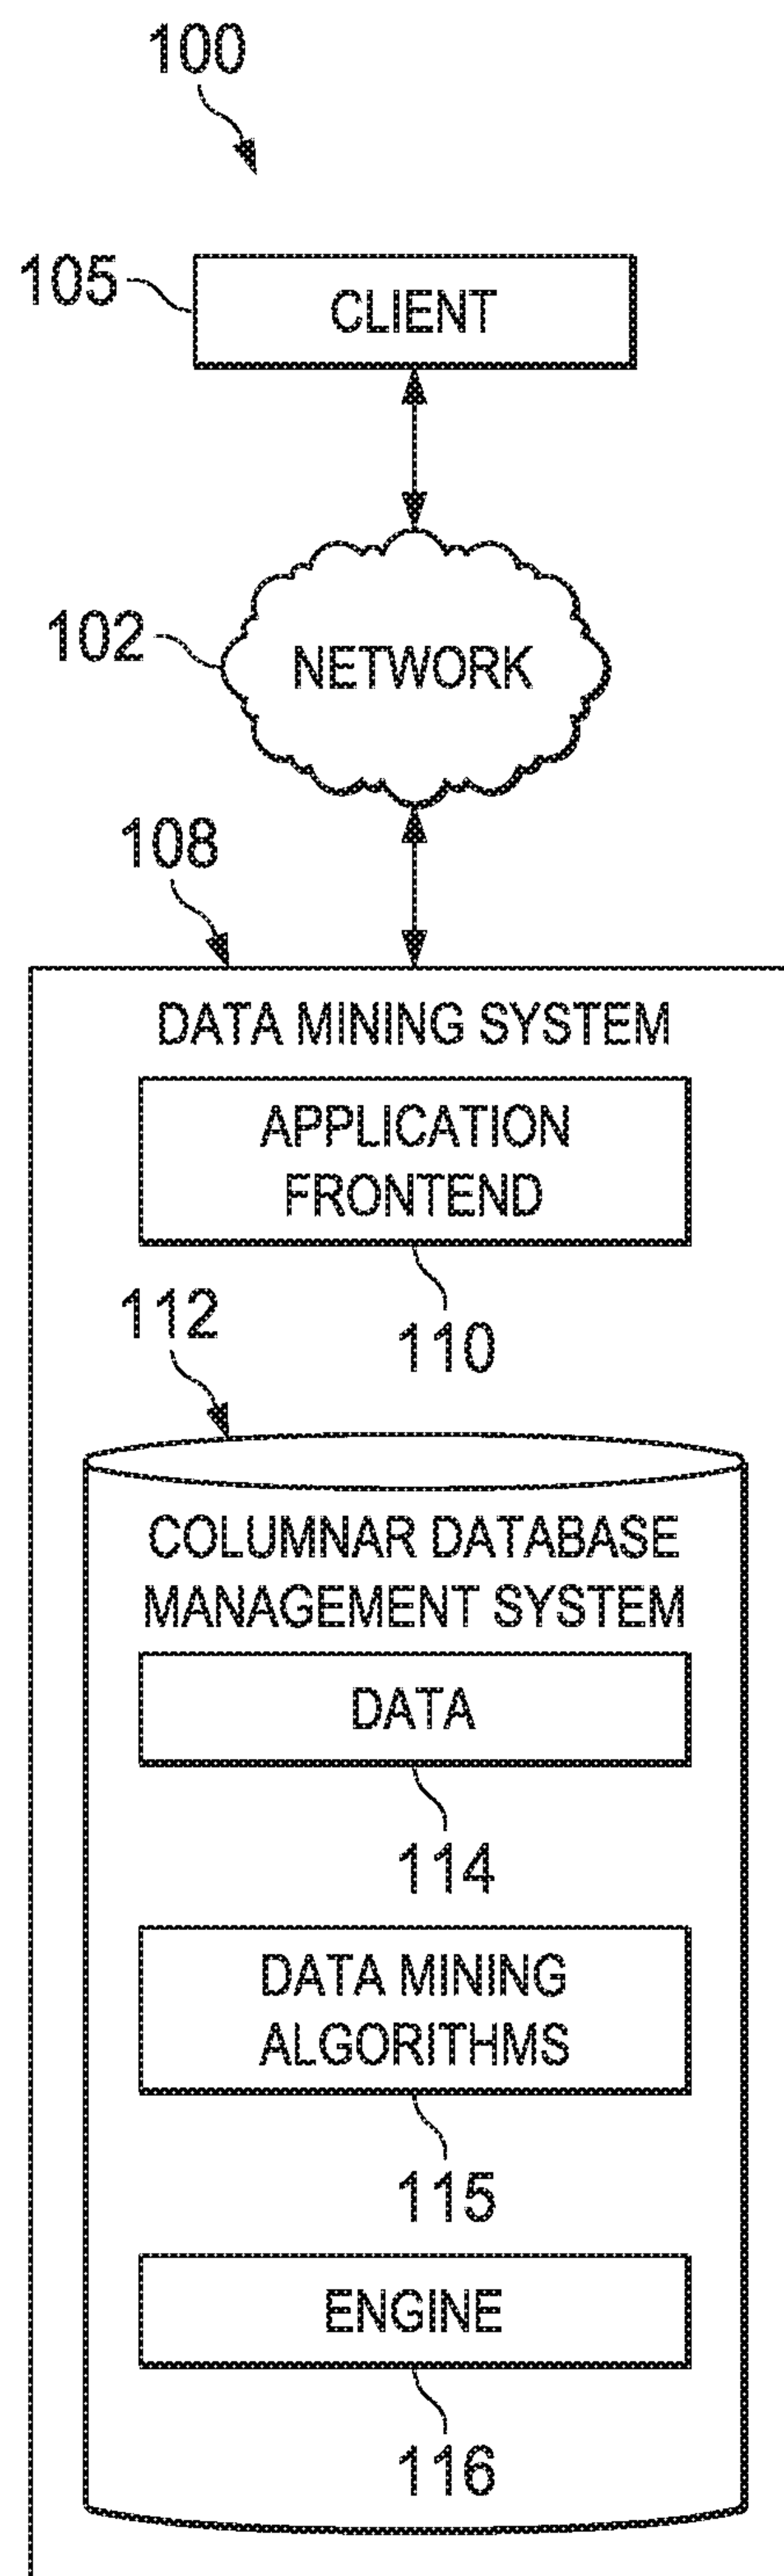 100
105
CLIENT
102
NETWORK
108
DATA MINING SYSTEM
APPLICATION
FRONTEND
110
112
COLUMNAR DATABASE
MANAGEMENT SYSTEM
DATA
114
DATA MINING
ALGORITHMS
115
ENGINE
116